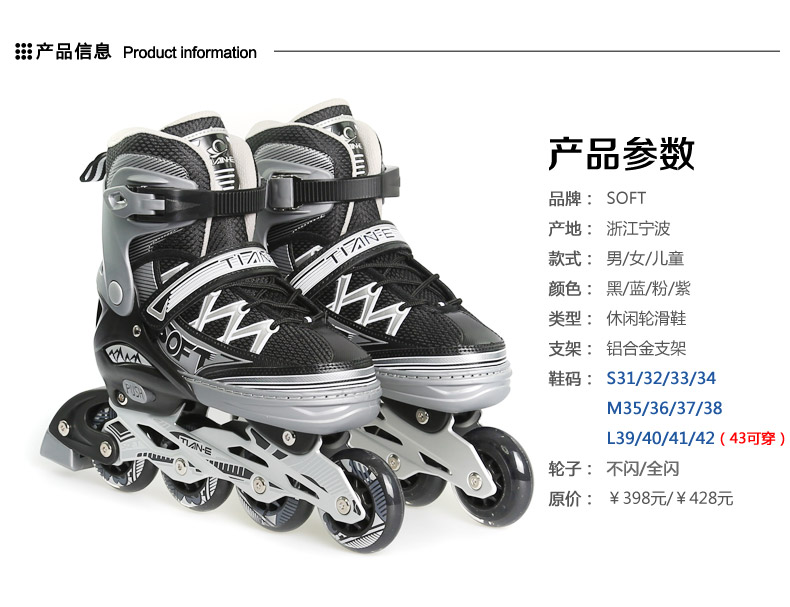 产品信息 Product information
产品参数
品牌： SOFT
产地： 浙江宁波
款式： 男/女/儿童
颜色： 黑/蓝/粉/紫
类型： 休闲轮滑鞋
支架： 铝合金支架
鞋码： S31/32/33/34
M35/36/37/38
L39/40/41/42（43可穿）
轮子： 不闪/全闪
原价： ￥398元/￥428元
TIAN-E
TIAN-E
TIAN-E
SOFT
TIAN-E